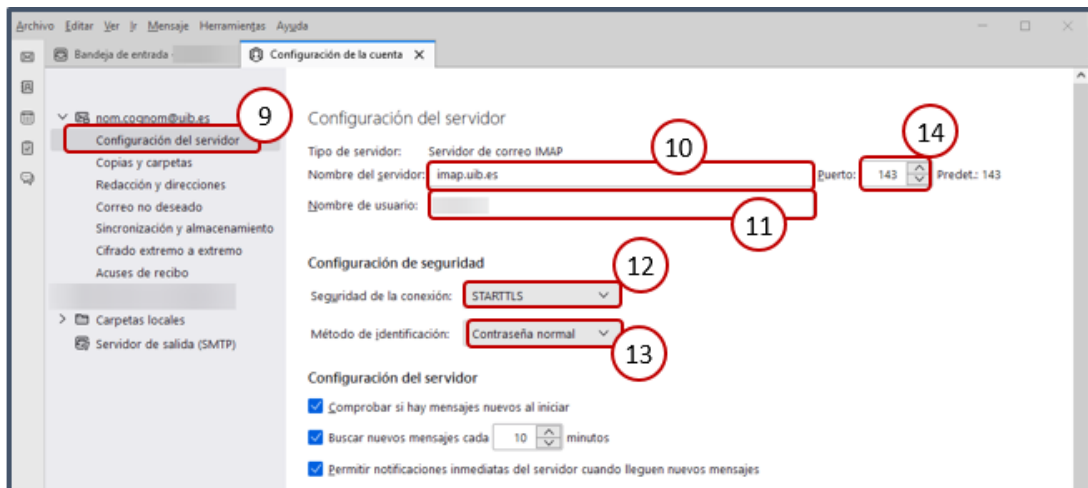 Archivo Editar Ver Ir Mensaje Herramientas Ayuda
Bandeja de entrada - Configuración de la cuenta
nom.cognom@uib.es 9
Configuración del servidor
Copias y carpetas
Redacción y direcciones
Correo no deseado
Sincronización y almacenamiento
Cifrado extremo a extremo
Acuses de recibo
Carpetas locales
Servidor de salida (SMTP)
Configuración del servidor
Tipo de servidor: Servidor de correo IMAP 10 14
Nombre del servidor: imap.uib.es Puerto: 143 Predet.: 143
Nombre de usuario: 11
Configuración de seguridad 12
Seguridad de la conexión: STARTTLS
Método de identificación: Contraseña normal 13
Configuración del servidor
Comprobar si hay mensajes nuevos al iniciar
Buscar nuevos mensajes cada 10 minutos
Permitir notificaciones inmediatas del servidor cuando lleguen nuevos mensajes